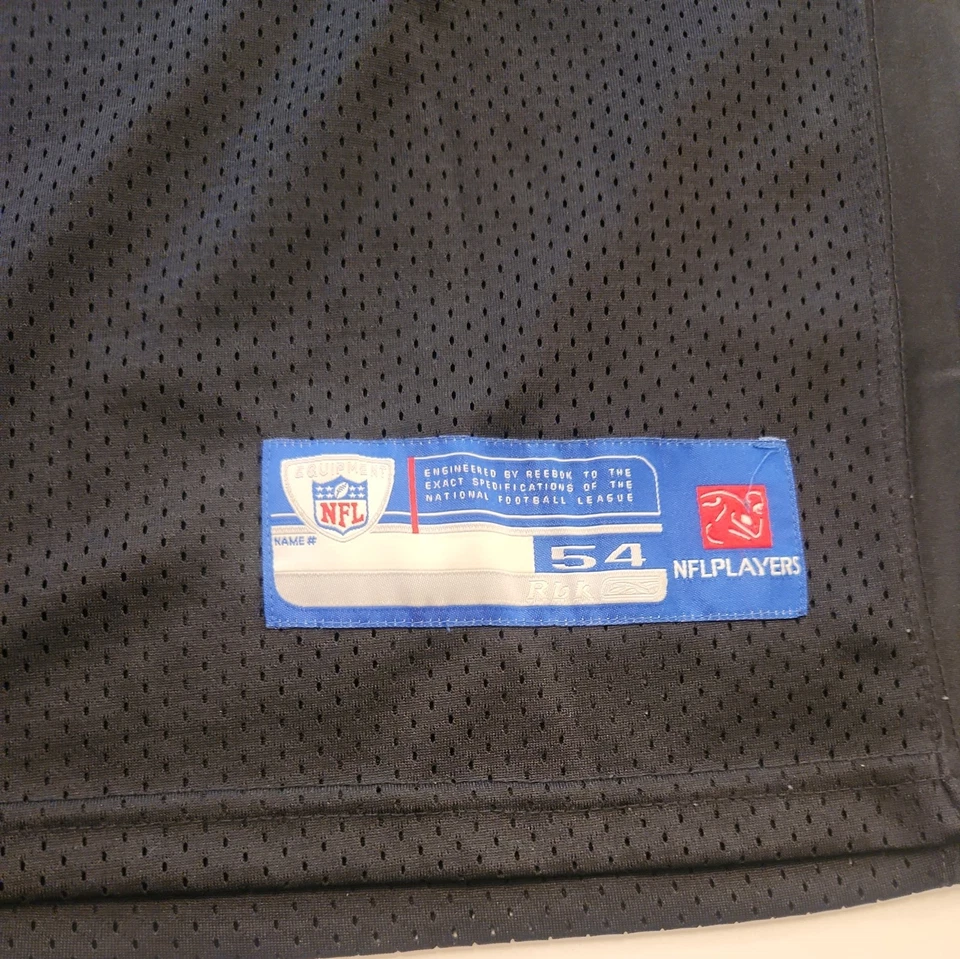 EQUIPMENT
NFL
ENGINEERED BY REEBOK TO THE
EXACT SPECIFICATIONS OF THE
NATIONAL FOOTBALL LEAGUE
NAME #
54
Rbk
NFLPLAYERS